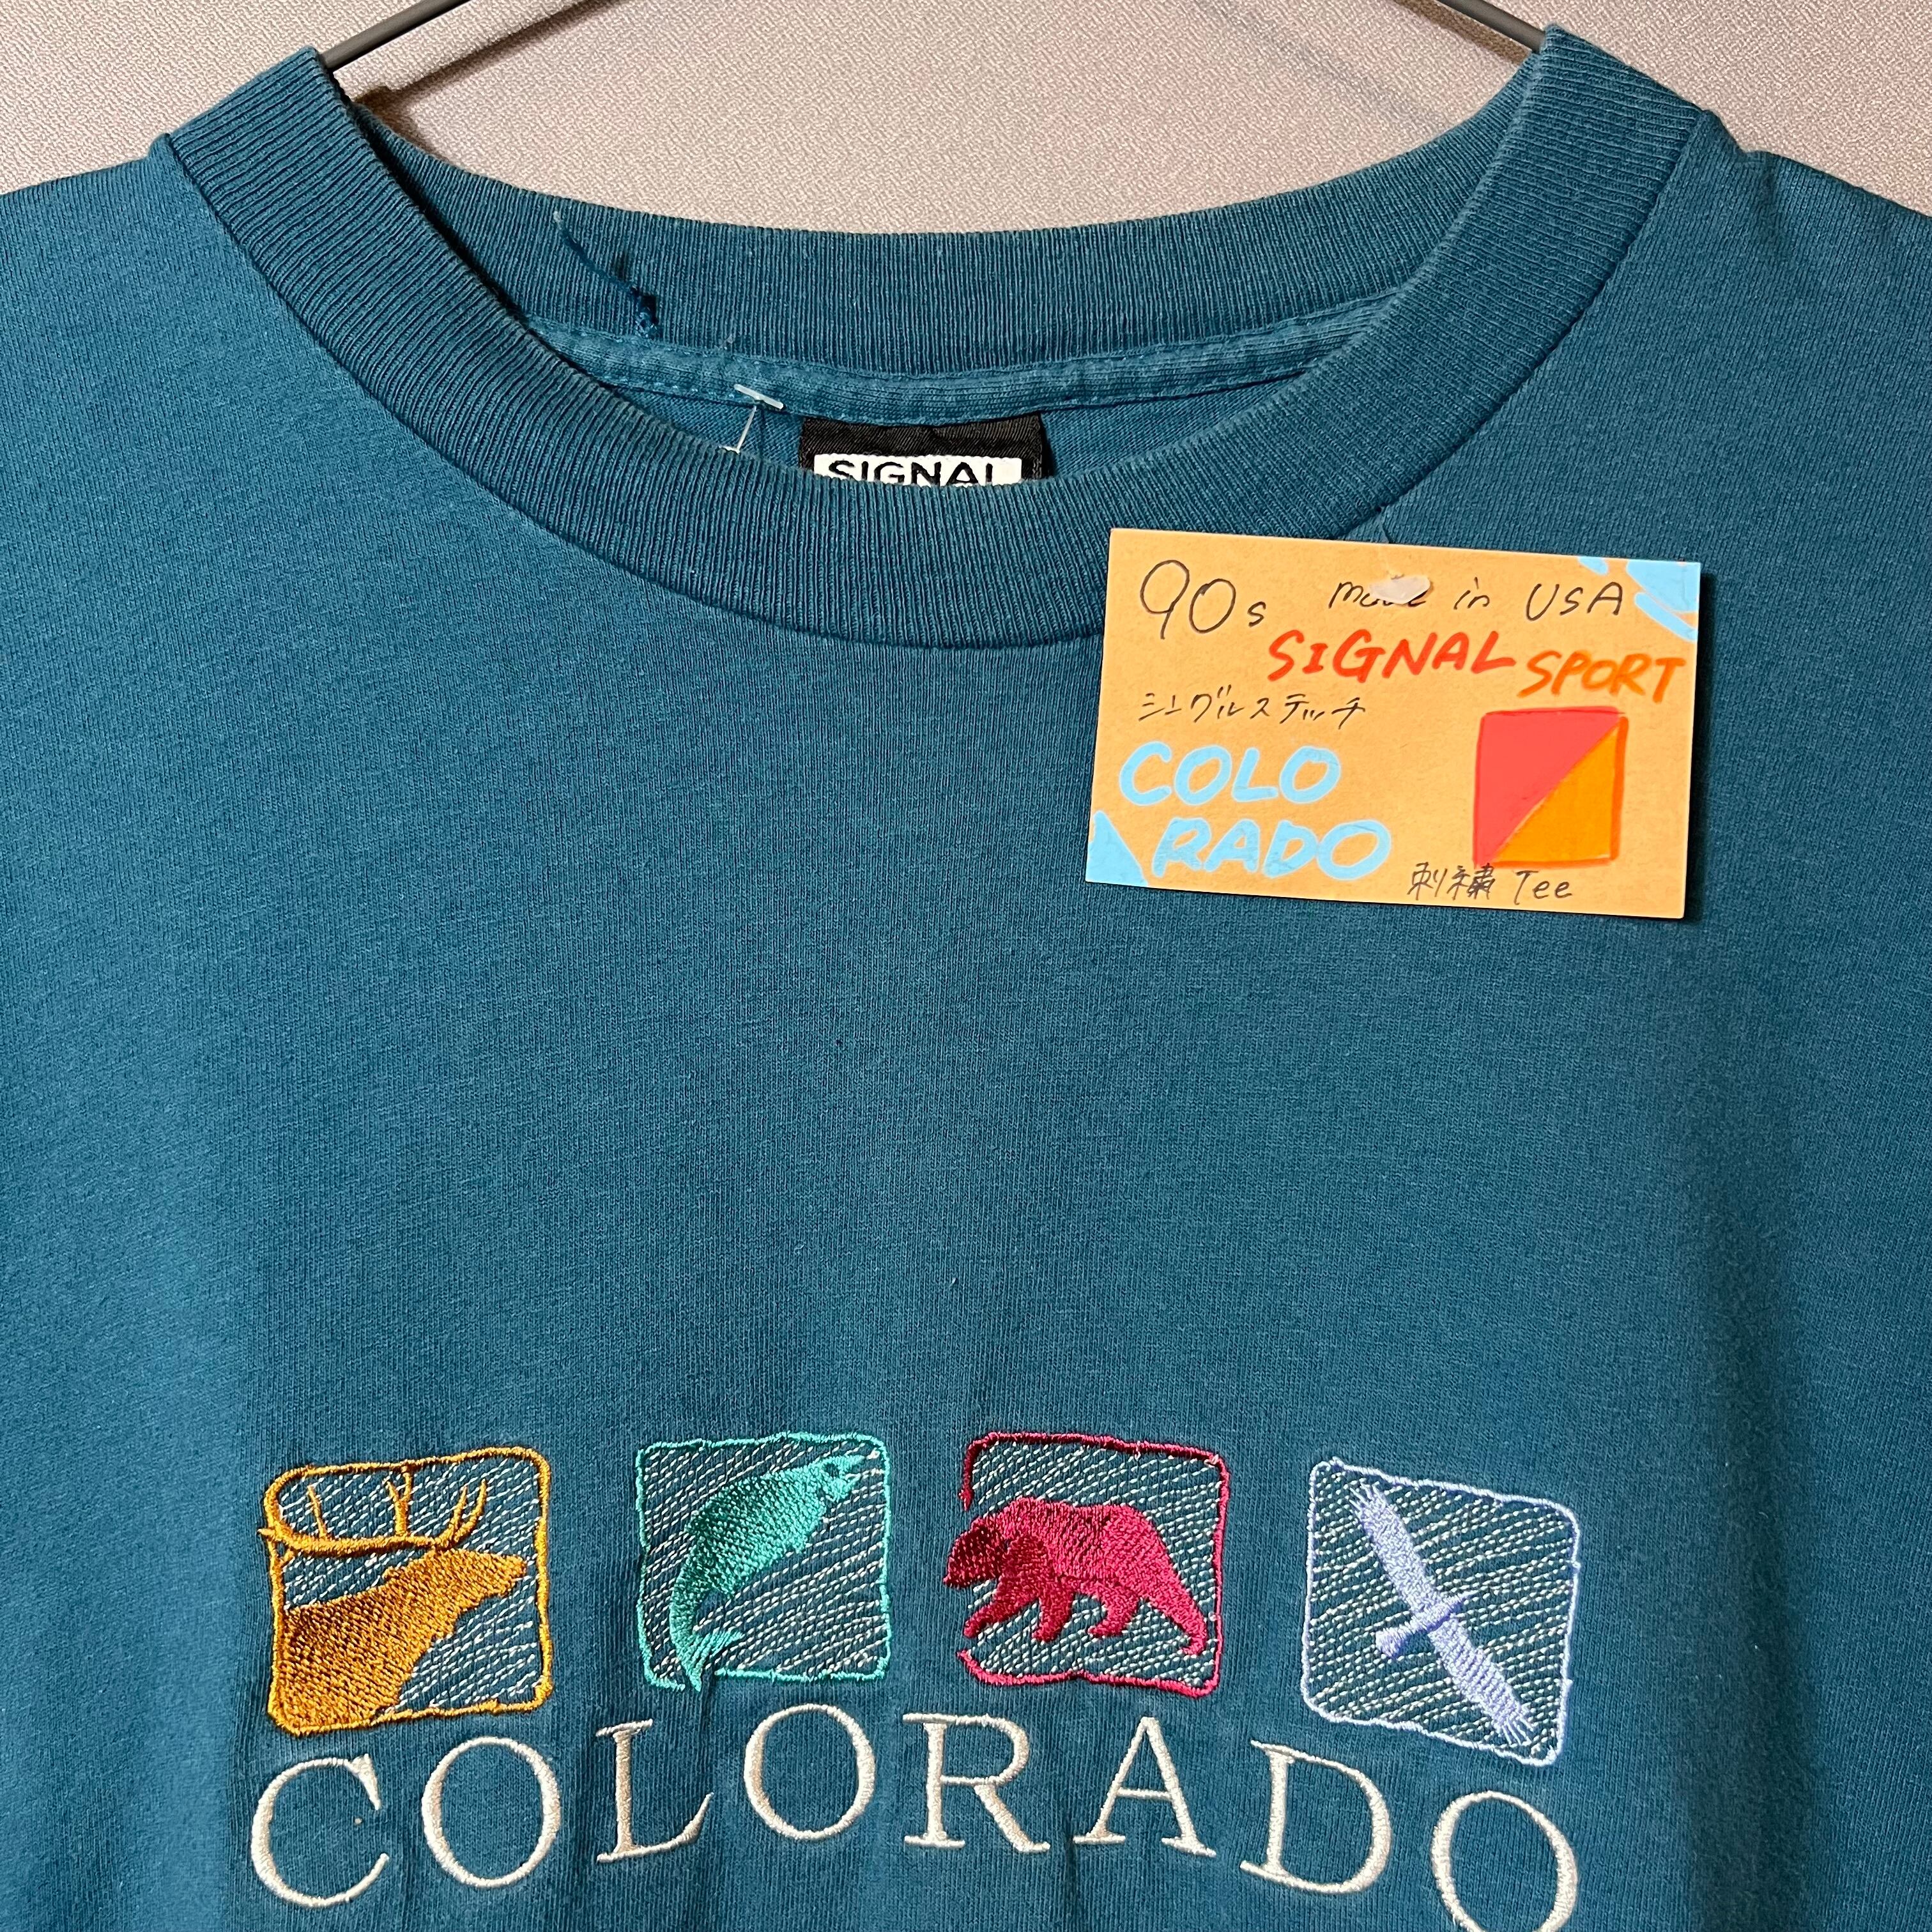 SIGNAL
90s made in USA
SIGNAL SPORT
シングルステッチ
COLO
RADO
刺繍 Tee
COLORADO